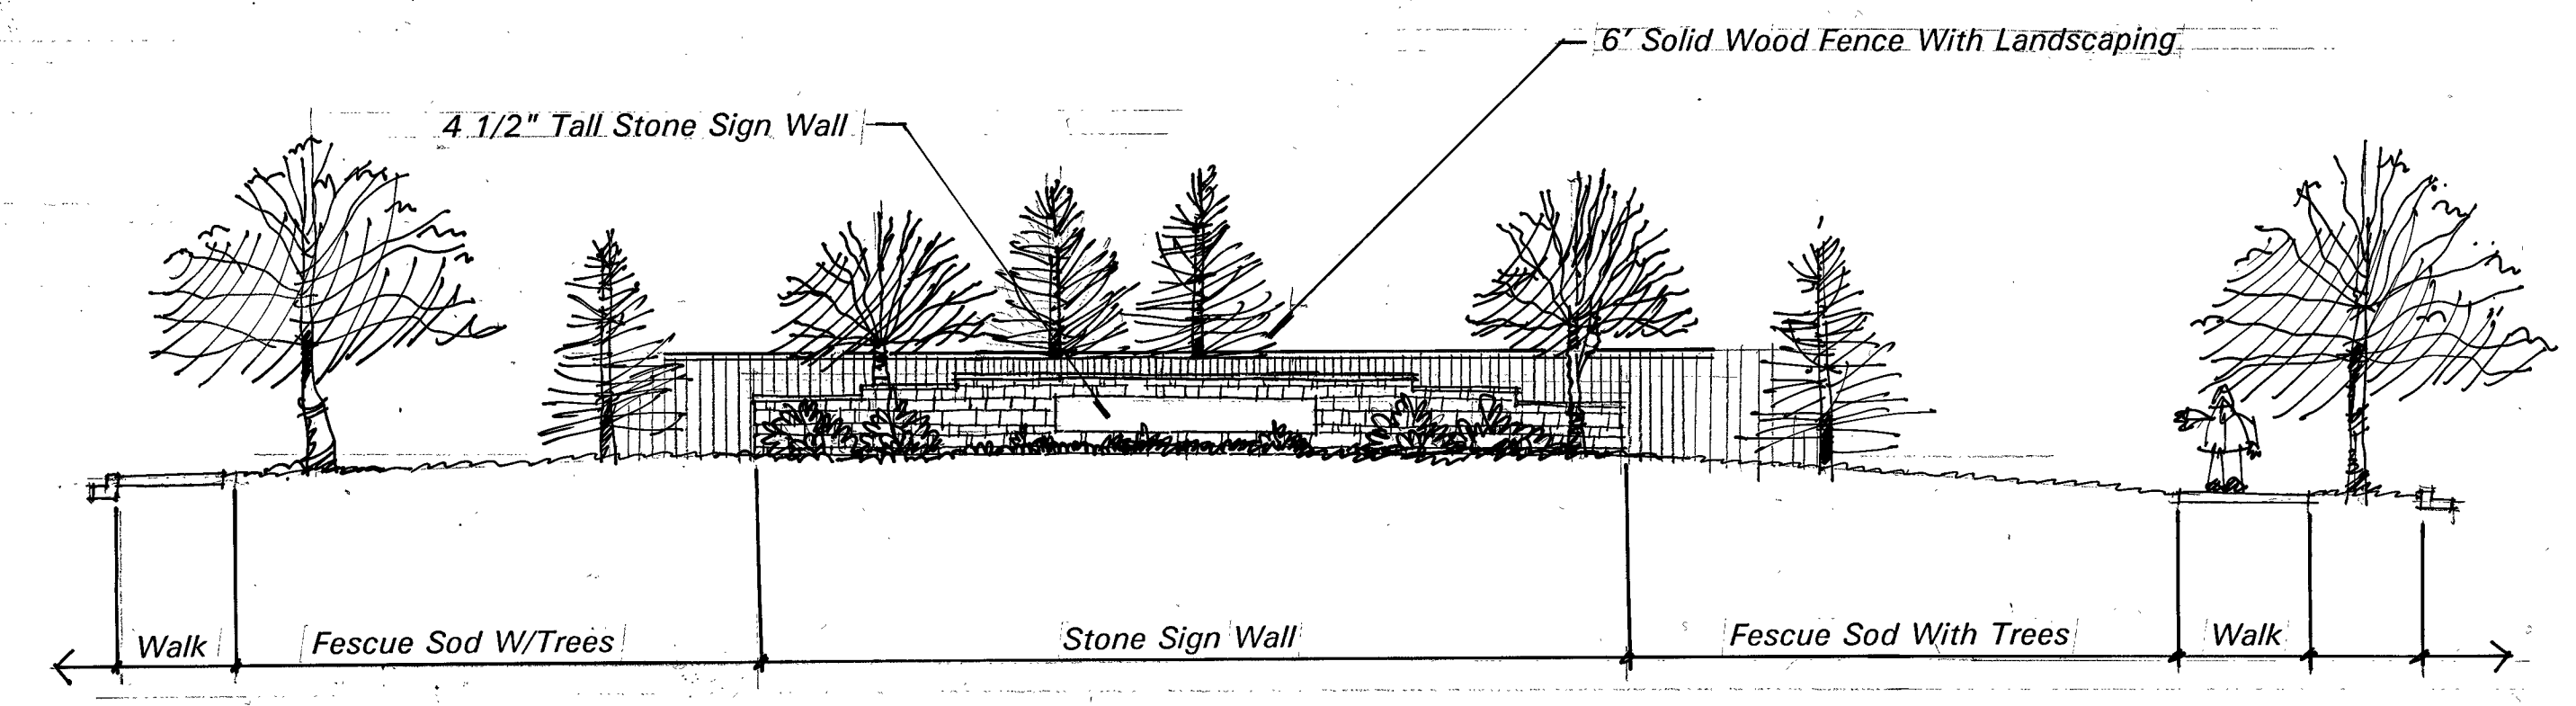 6' Solid Wood Fence With Landscaping
4 1/2" Tall Stone Sign Wall
Walk
Fescue Sod W/Trees
Stone Sign Wall
Fescue Sod With Trees
Walk